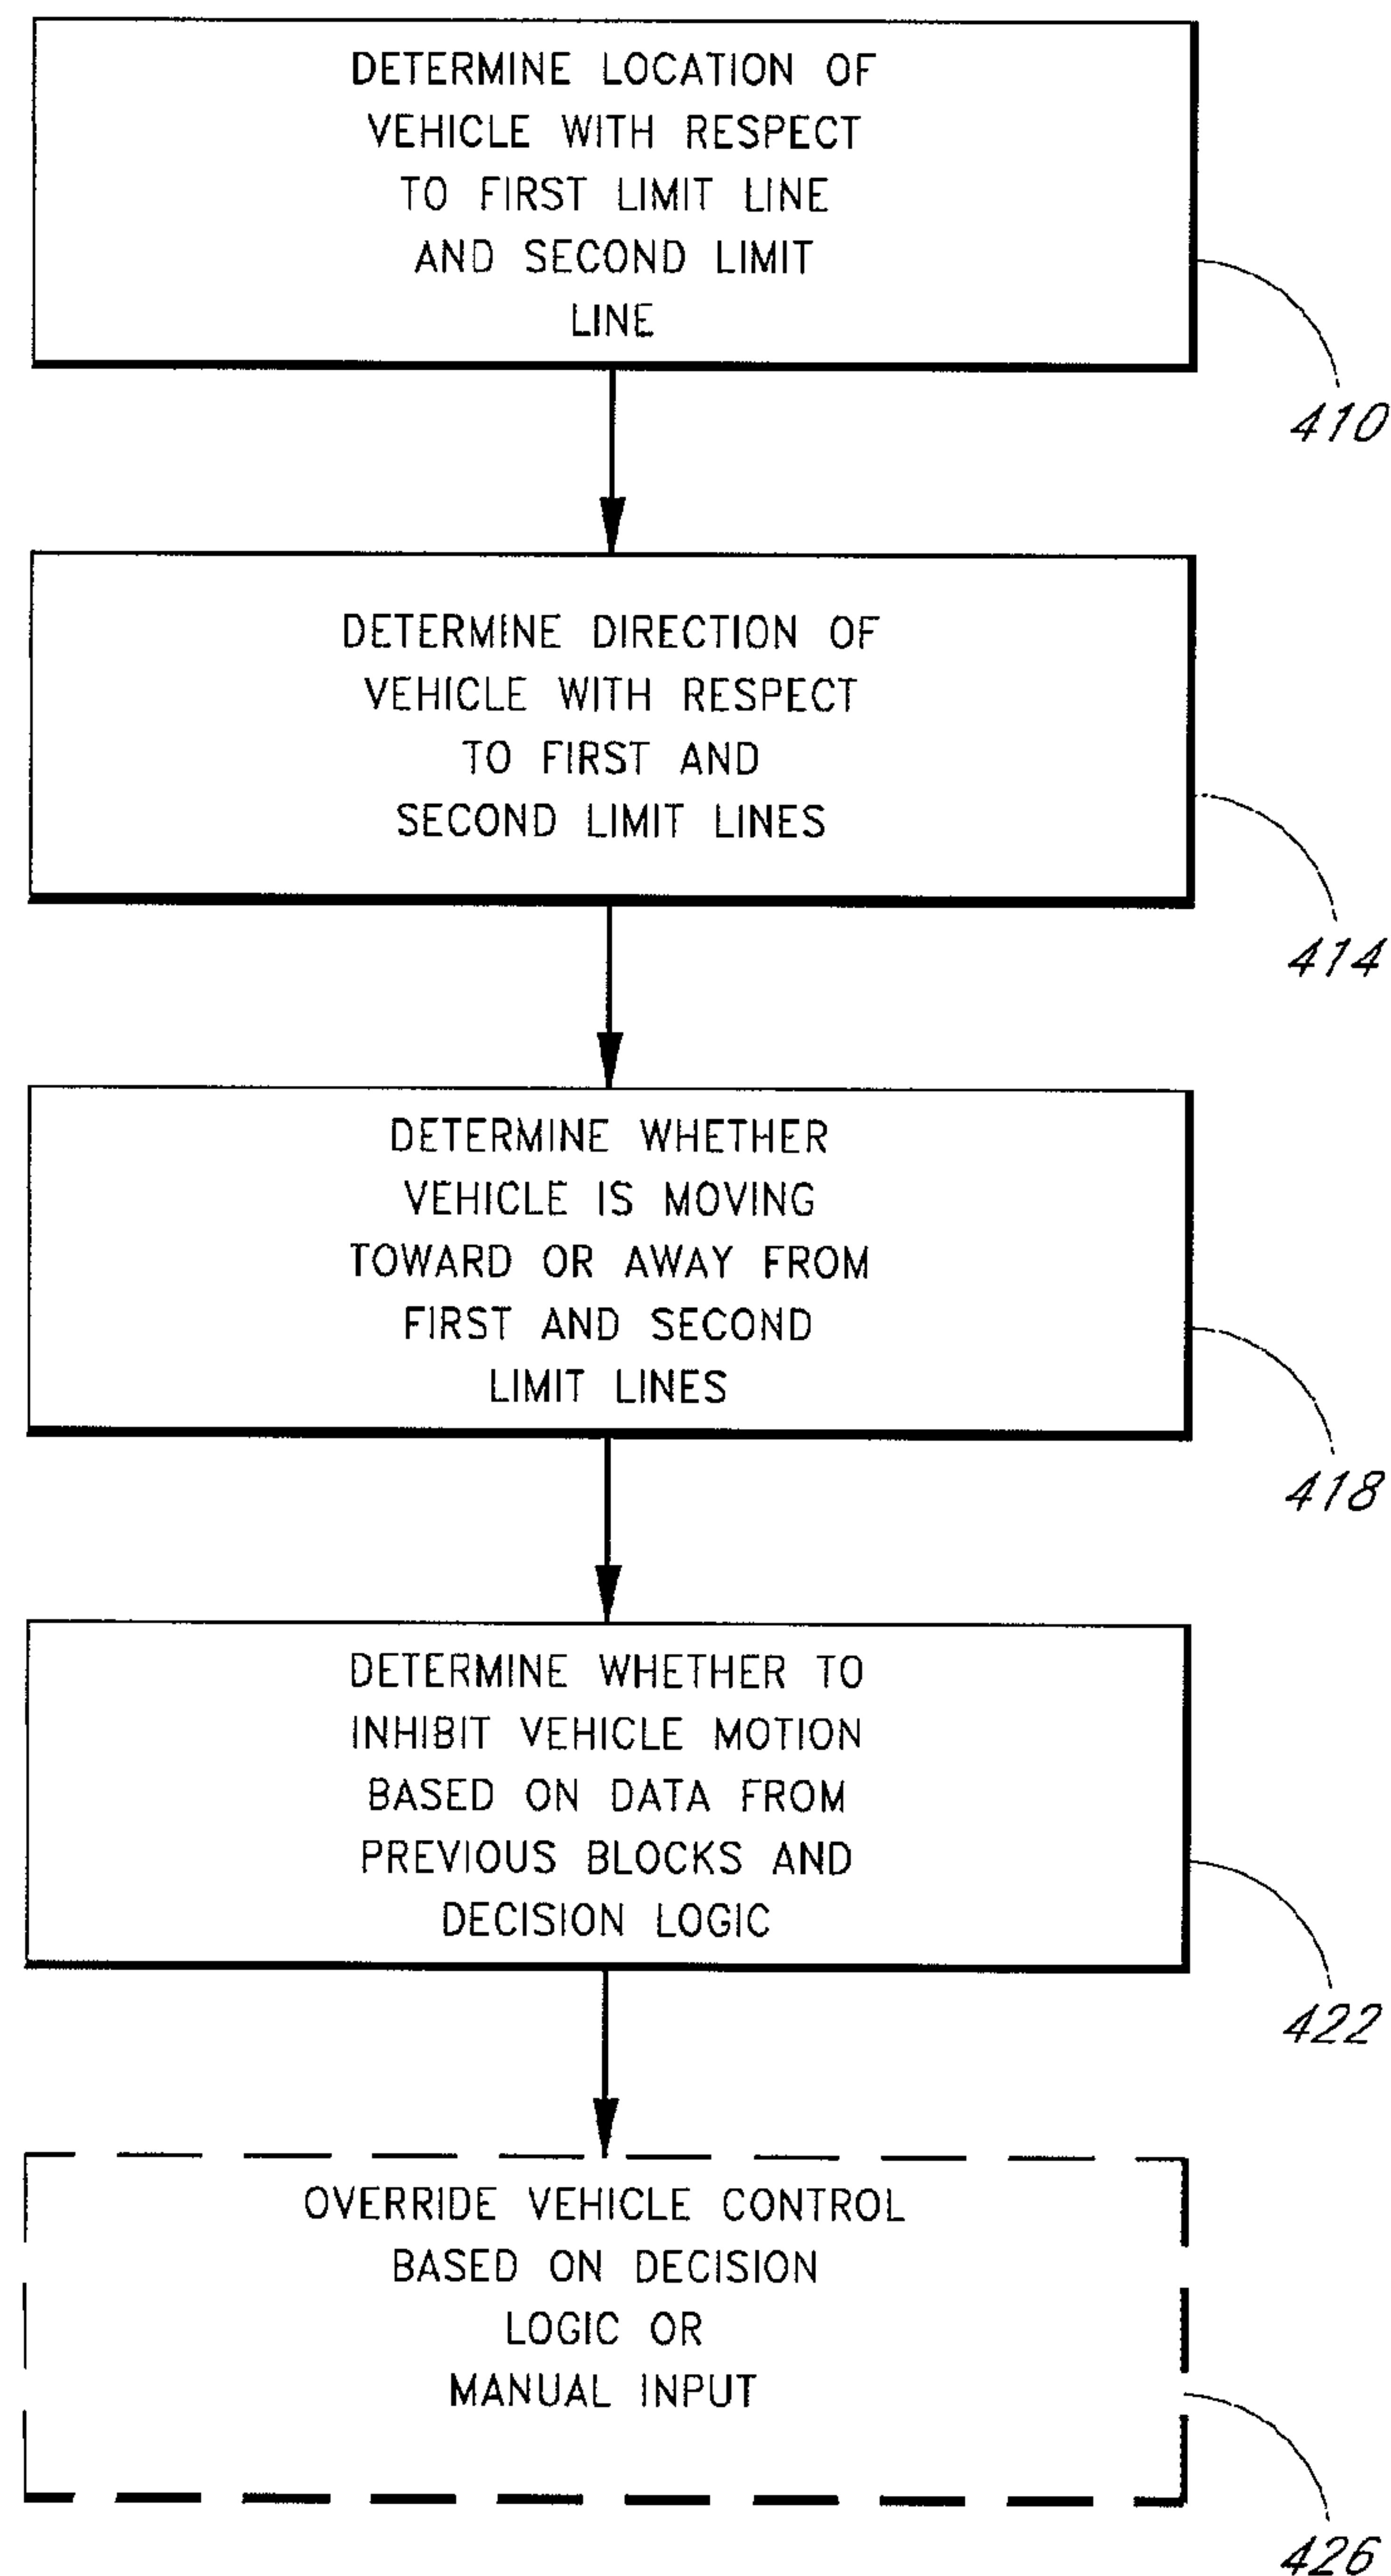 DETERMINE LOCATION OF
VEHICLE WITH RESPECT
TO FIRST LIMIT LINE
AND SECOND LIMIT
LINE
410
DETERMINE DIRECTION OF
VEHICLE WITH RESPECT
TO FIRST AND
SECOND LIMIT LINES
414
DETERMINE WHETHER
VEHICLE IS MOVING
TOWARD OR AWAY FROM
FIRST AND SECOND
LIMIT LINES
418
DETERMINE WHETHER TO
INHIBIT VEHICLE MOTION
BASED ON DATA FROM
PREVIOUS BLOCKS AND
DECISION LOGIC
422
OVERRIDE VEHICLE CONTROL
BASED ON DECISION
LOGIC OR
MANUAL INPUT
426